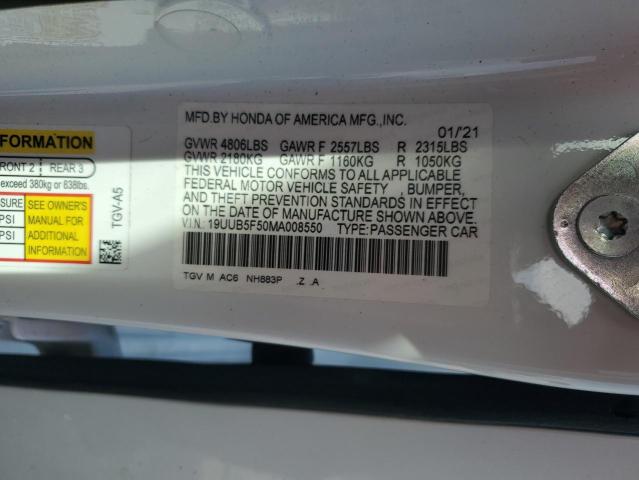 FORMATION
FRONT 2 REAR 3
exceed 380kg or 838lbs.
SURE
PSI
PSI
SEE OWNER'S
MANUAL FOR
ADDITIONAL
INFORMATION
TGV-A5
MFD.BY HONDA OF AMERICA MFG.,INC.
01/'21
GVWR 4806LBS GAWR F 2557LBS R 2315LBS
GVWR 2180KG GAWR F 1160KG R 1050KG
THIS VEHICLE CONFORMS TO ALL APPLICABLE
FEDERAL MOTOR VEHICLE SAFETY , BUMPER,
AND THEFT PREVENTION STANDARDS IN EFFECT
ON THE DATE OF MANUFACTURE SHOWN ABOVE.
V.I.N.: 19UUB5F50MA008550 TYPE:PASSENGER CAR
TGV M AC6 NH883P .Z .A